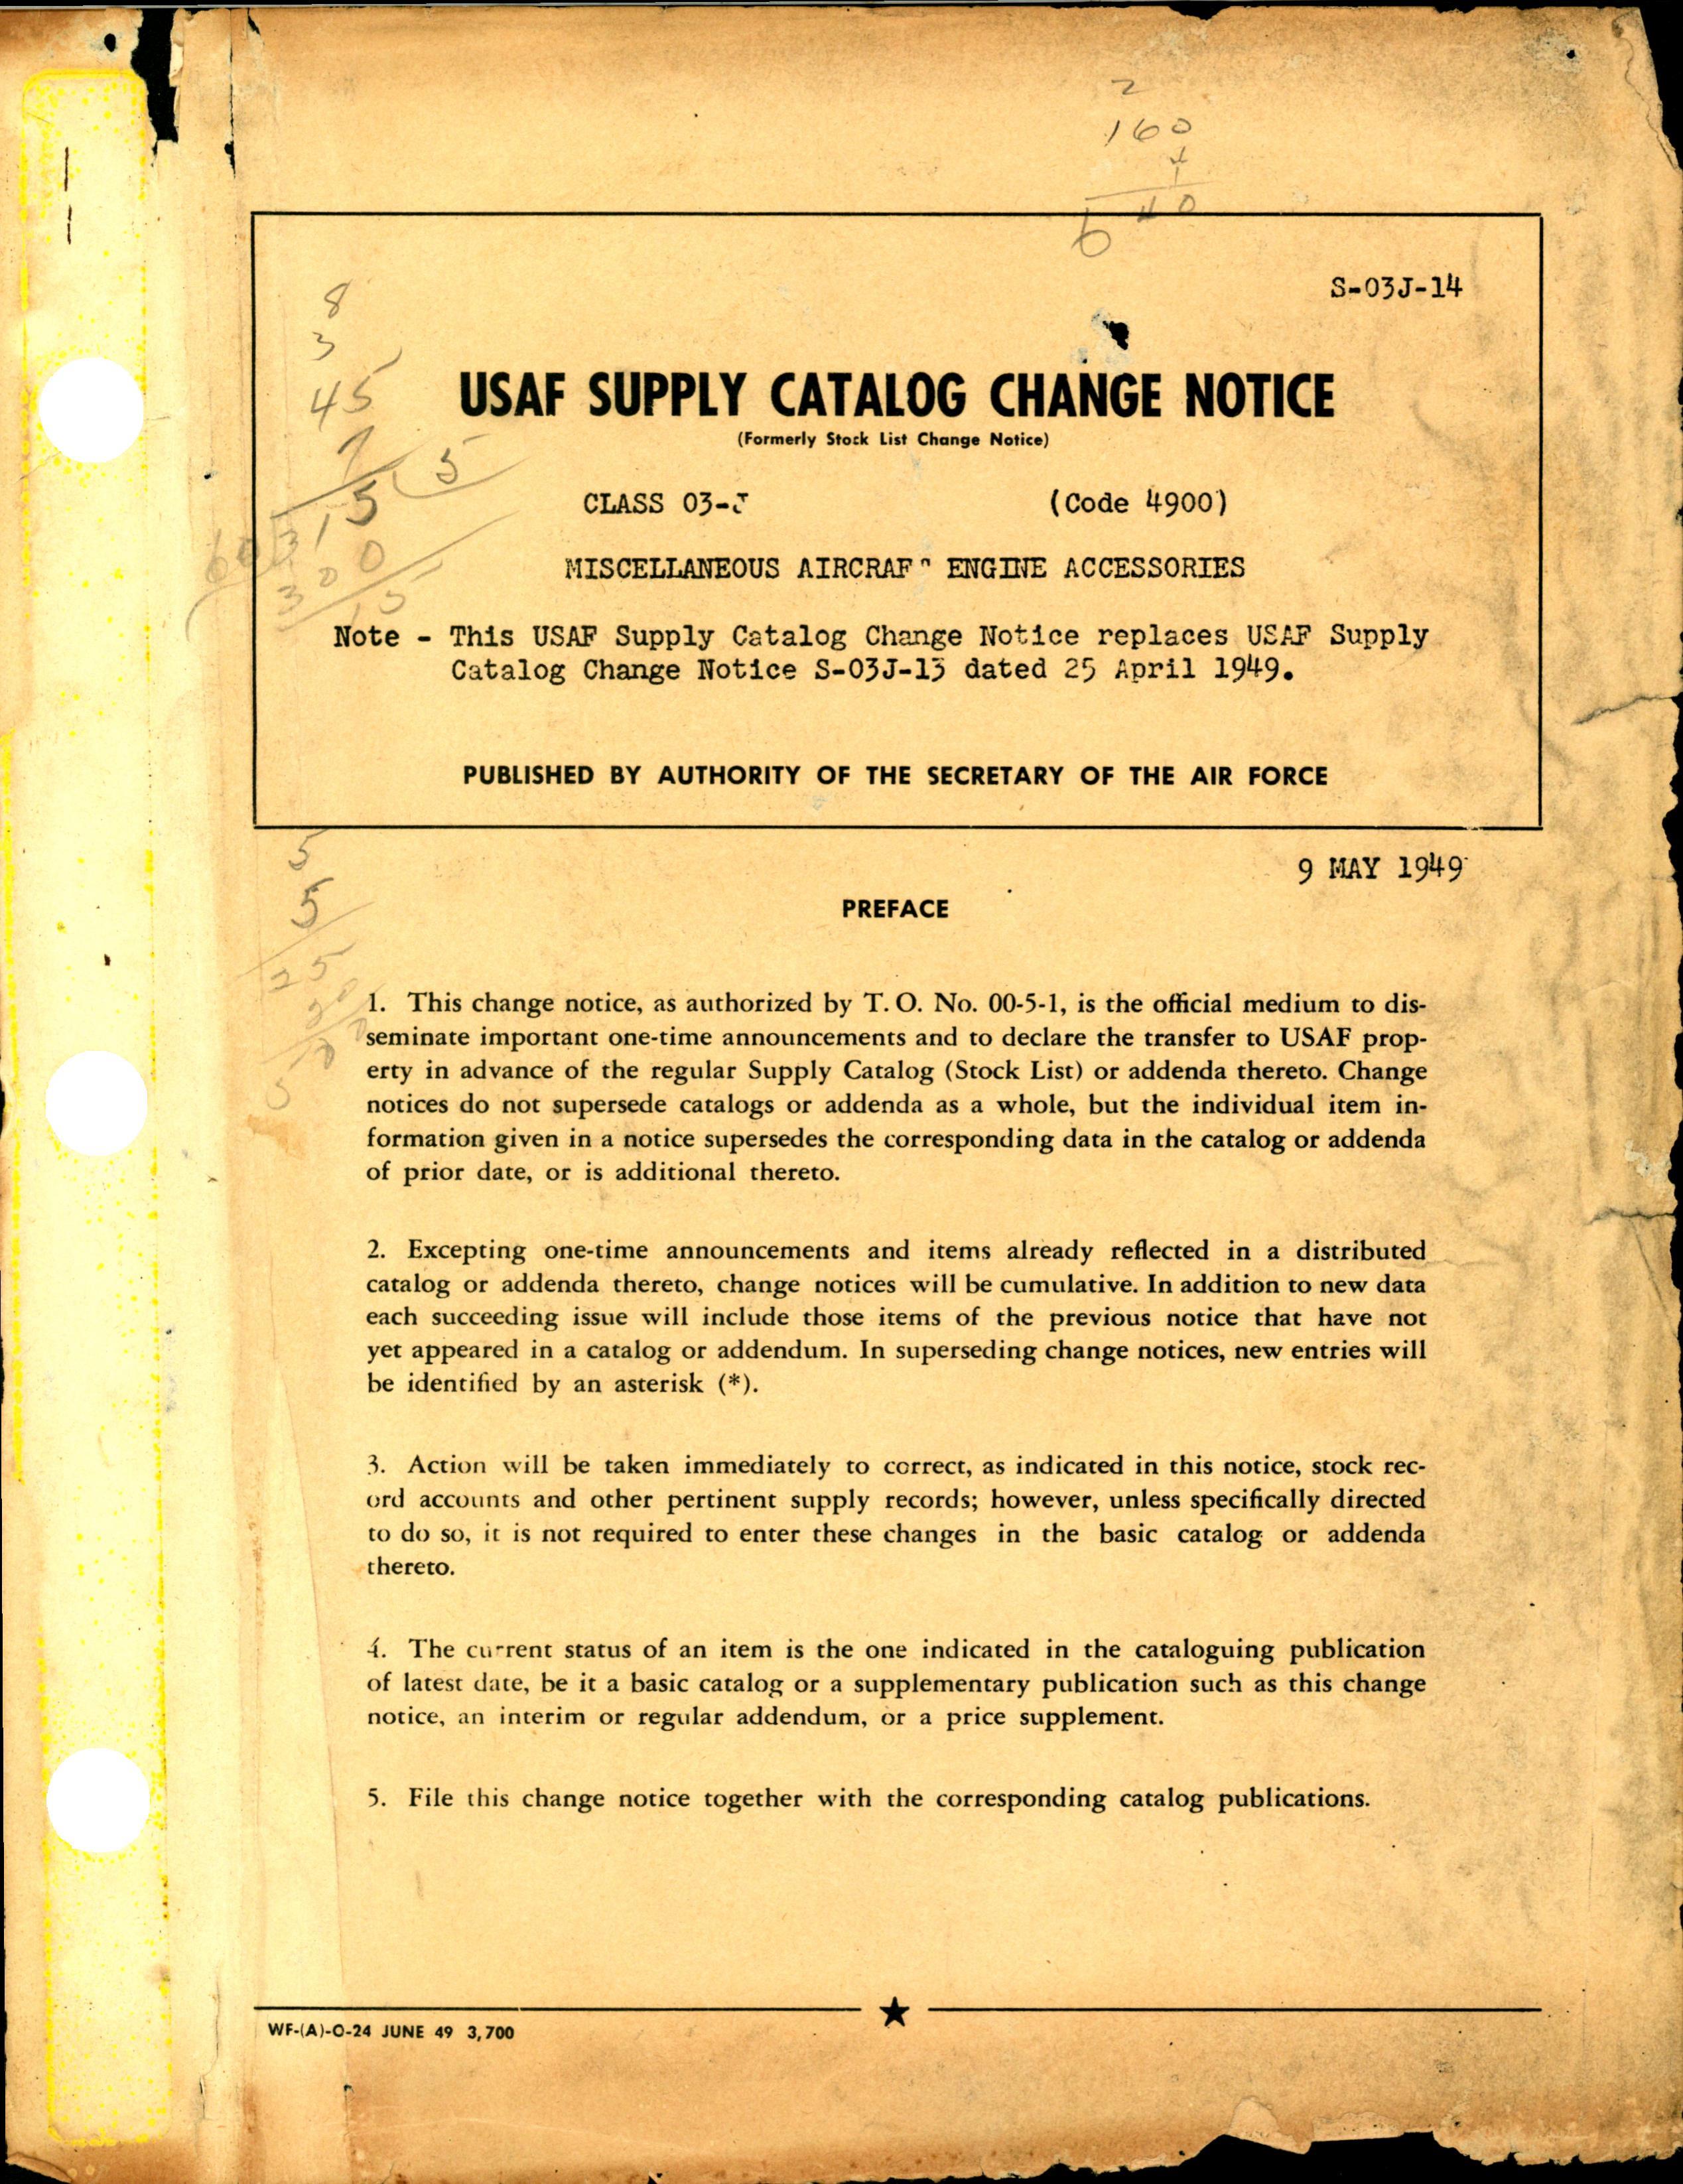 2
160
4
640
S-03J-14
8
3
45
USAF SUPPLY CATALOG CHANGE NOTICE
(Formerly Stock List Change Notice)
CLASS 03-J (Code 4900)
MISCELLANEOUS AIRCRAFT ENGINE ACCESSORIES
Note - This USAF Supply Catalog Change Notice replaces USAF Supply
Catalog Change Notice S-03J-13 dated 25 April 1949.
PUBLISHED BY AUTHORITY OF THE SECRETARY OF THE AIR FORCE
9 MAY 1949
5
5
25
PREFACE
1. This change notice, as authorized by T. O. No. 00-5-1, is the official medium to dis-
seminate important one-time announcements and to declare the transfer to USAF prop-
erty in advance of the regular Supply Catalog (Stock List) or addenda thereto. Change
notices do not supersede catalogs or addenda as a whole, but the individual item in-
formation given in a notice supersedes the corresponding data in the catalog or addenda
of prior date, or is additional thereto.
2. Excepting one-time announcements and items already reflected in a distributed
catalog or addenda thereto, change notices will be cumulative. In addition to new data
each succeeding issue will include those items of the previous notice that have not
yet appeared in a catalog or addendum. In superseding change notices, new entries will
be identified by an asterisk (*).
3. Action will be taken immediately to correct, as indicated in this notice, stock rec-
ord accounts and other pertinent supply records; however, unless specifically directed
to do so, it is not required to enter these changes in the basic catalog or addenda
thereto.
4. The current status of an item is the one indicated in the cataloguing publication
of latest date, be it a basic catalog or a supplementary publication such as this change
notice, an interim or regular addendum, or a price supplement.
5. File this change notice together with the corresponding catalog publications.
WF-(A)-O-24 JUNE 49 3,700